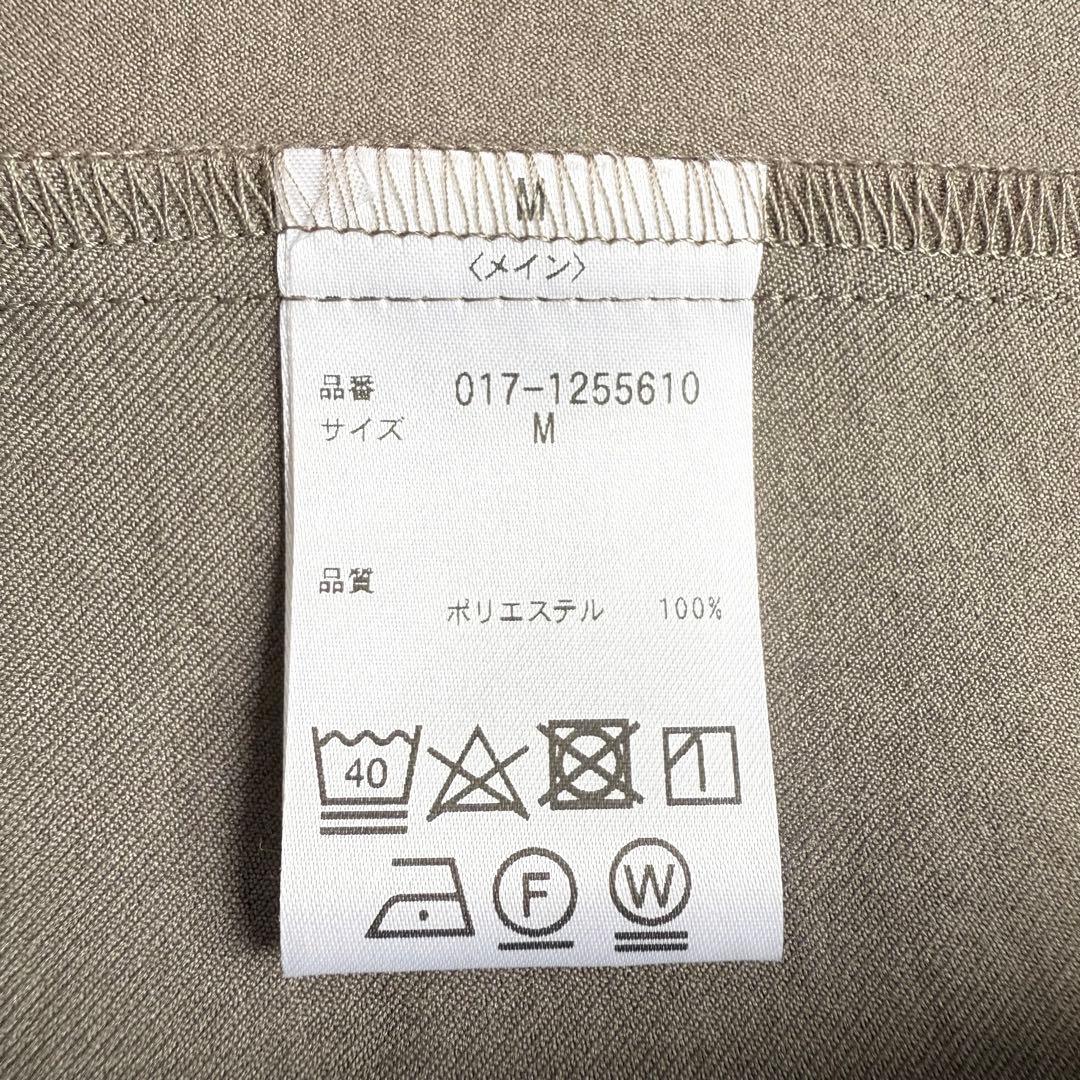 M
〈メイン〉
品番 017-1255610
サイズ M
品質
ポリエステル 100%
40
F W